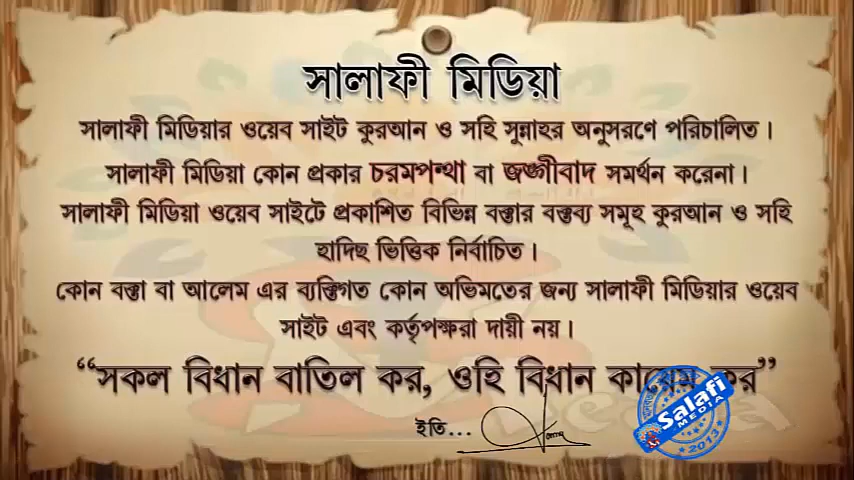 সালাফী মিডিয়া
সালাফী মিডিয়ার ওয়েব সাইট কুরআন ও সহি সুন্নাহর অনুসরণে পরিচালিত।
সালাফী মিডিয়া কোন প্রকার চরমপন্থা বা জঙ্গীবাদ সমর্থন করেনা।
সালাফী মিডিয়া ওয়েব সাইটে প্রকাশিত বিভিন্ন বক্তার বক্তব্য সমূহ কুরআন ও সহি
হাদিছ ভিত্তিক নির্বাচিত।
কোন বক্তা বা আলেম এর ব্যক্তিগত কোন অভিমতের জন্য সালাফী মিডিয়ার ওয়েব
সাইট এবং কর্তৃপক্ষরা দায়ী নয়।
“সকল বিধান বাতিল কর, ওহি বিধান কায়েম কর”
ইতি...
Salafi
MEDIA
2013